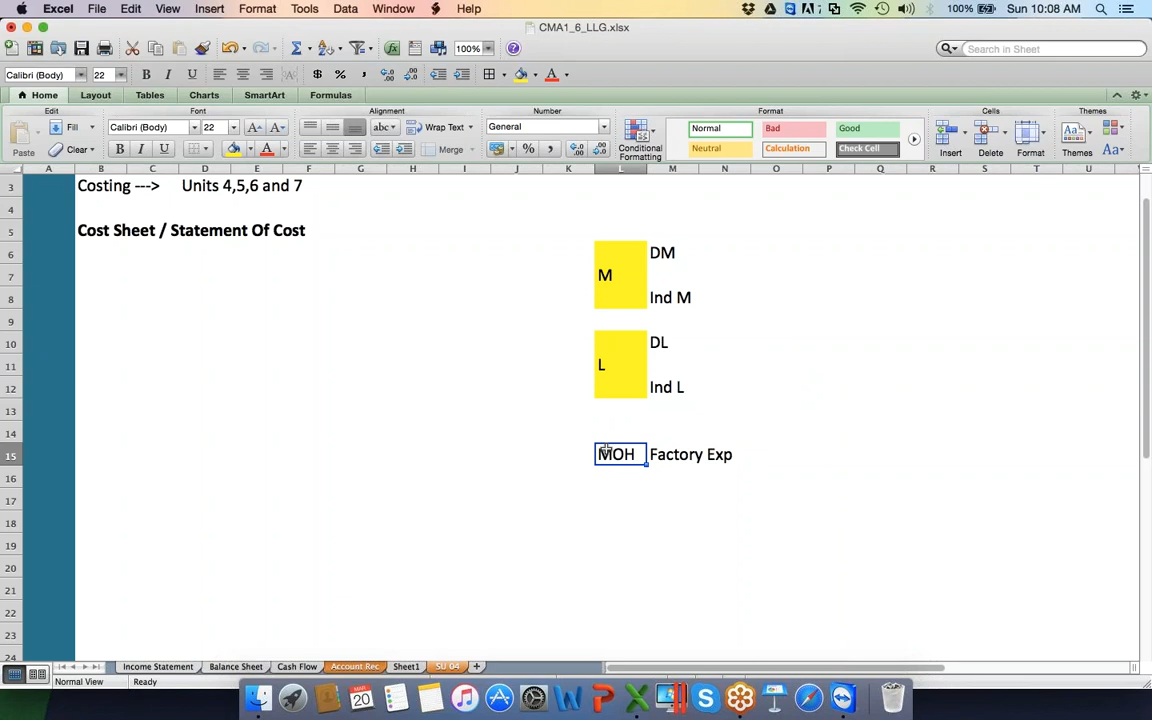 Excel File Edit View Insert Format Tools Data Window Help 7 100% Sun 10:08 AM
CMA1_6_LLG.xlsx
100% Search in Sheet
Calibri (Body) 22 B I U $ %
Home Layout Tables Charts SmartArt Formulas
Edit Font Alignment Number Format Cells Themes
Fill Calibri (Body) 22 A A abc Wrap Text General Normal Bad Good
Paste Clear B I U A Merge % Conditional Formatting Neutral Calculation Check Cell Insert Delete Format Themes Aa
A B C D E F G H I J K L M N O P Q R S T U
3 Costing ---> Units 4,5,6 and 7
4
5 Cost Sheet / Statement Of Cost
6 DM
7 M
8 Ind M
9
10 DL
11 L
12 Ind L
13
14
15 MOH Factory Exp
16
17
18
19
20
21
22
23
24
Income Statement Balance Sheet Cash Flow Account Rec Sheet1 SU 04 +
Normal View Ready
MAR 20